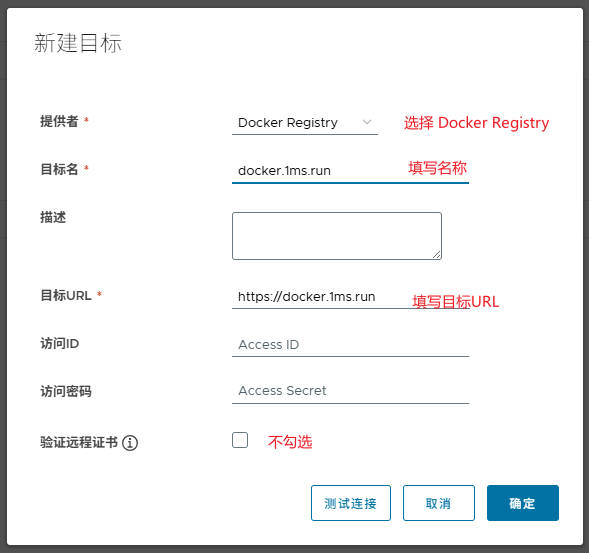 新建目标
提供者 * Docker Registry 选择 Docker Registry
目标名 * docker.1ms.run 填写名称
描述
目标URL * https://docker.1ms.run 填写目标URL
访问ID Access ID
访问密码 Access Secret
验证远程证书 不勾选
测试连接 取消 确定